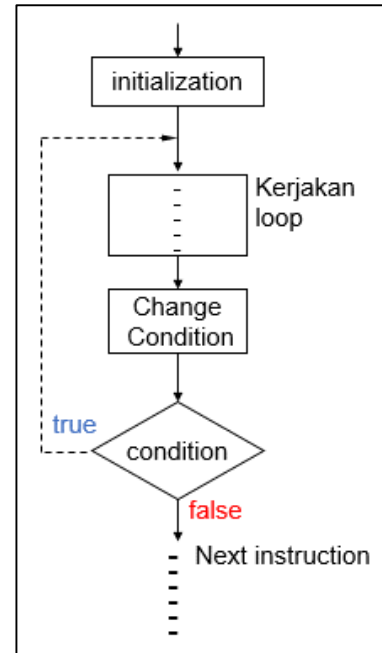 initialization
Kerjakan
loop
Change
Condition
true
condition
false
Next instruction